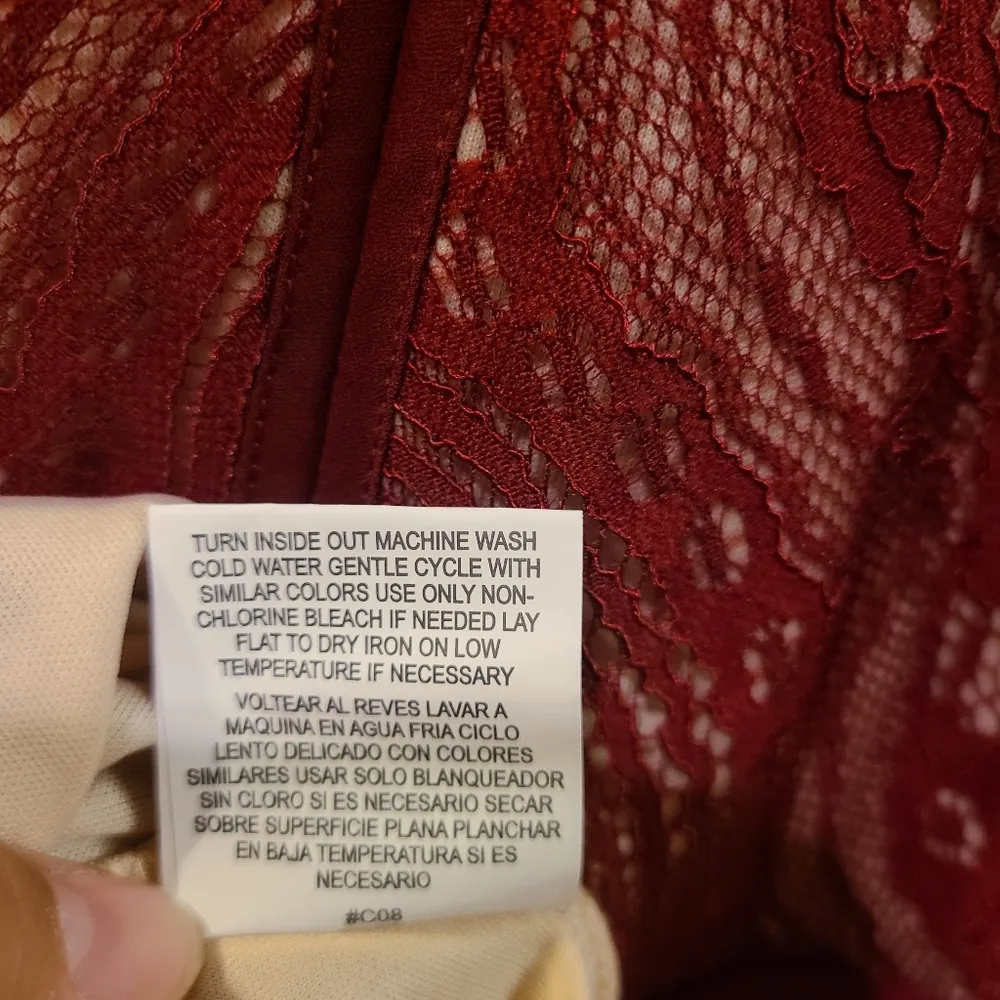 TURN INSIDE OUT MACHINE WASH
COLD WATER GENTLE CYCLE WITH
SIMILAR COLORS USE ONLY NON-
CHLORINE BLEACH IF NEEDED LAY
FLAT TO DRY IRON ON LOW
TEMPERATURE IF NECESSARY
VOLTEAR AL REVES LAVAR A
MAQUINA EN AGUA FRIA CICLO
LENTO DELICADO CON COLORES
SIMILARES USAR SOLO BLANQUEADOR
SIN CLORO SI ES NECESARIO SECAR
SOBRE SUPERFICIE PLANA PLANCHAR
EN BAJA TEMPERATURA SI ES
NECESARIO
#C08